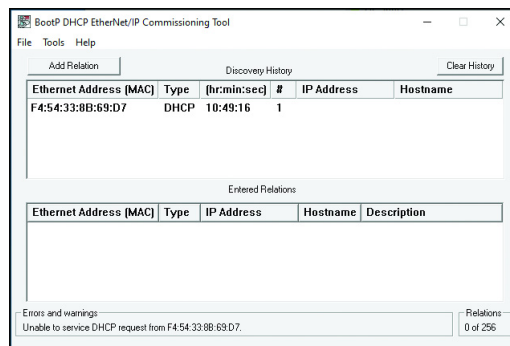 BootP DHCP EtherNet/IP Commissioning Tool
File Tools Help
Add Relation
Discovery History
Clear History
Ethernet Address (MAC) Type (hr:min:sec) # IP Address Hostname
F4:54:33:8B:69:D7 DHCP 10:49:16 1
Entered Relations
Ethernet Address (MAC) Type IP Address Hostname Description
Errors and warnings
Unable to service DHCP request from F4:54:33:8B:69:D7.
Relations
0 of 256